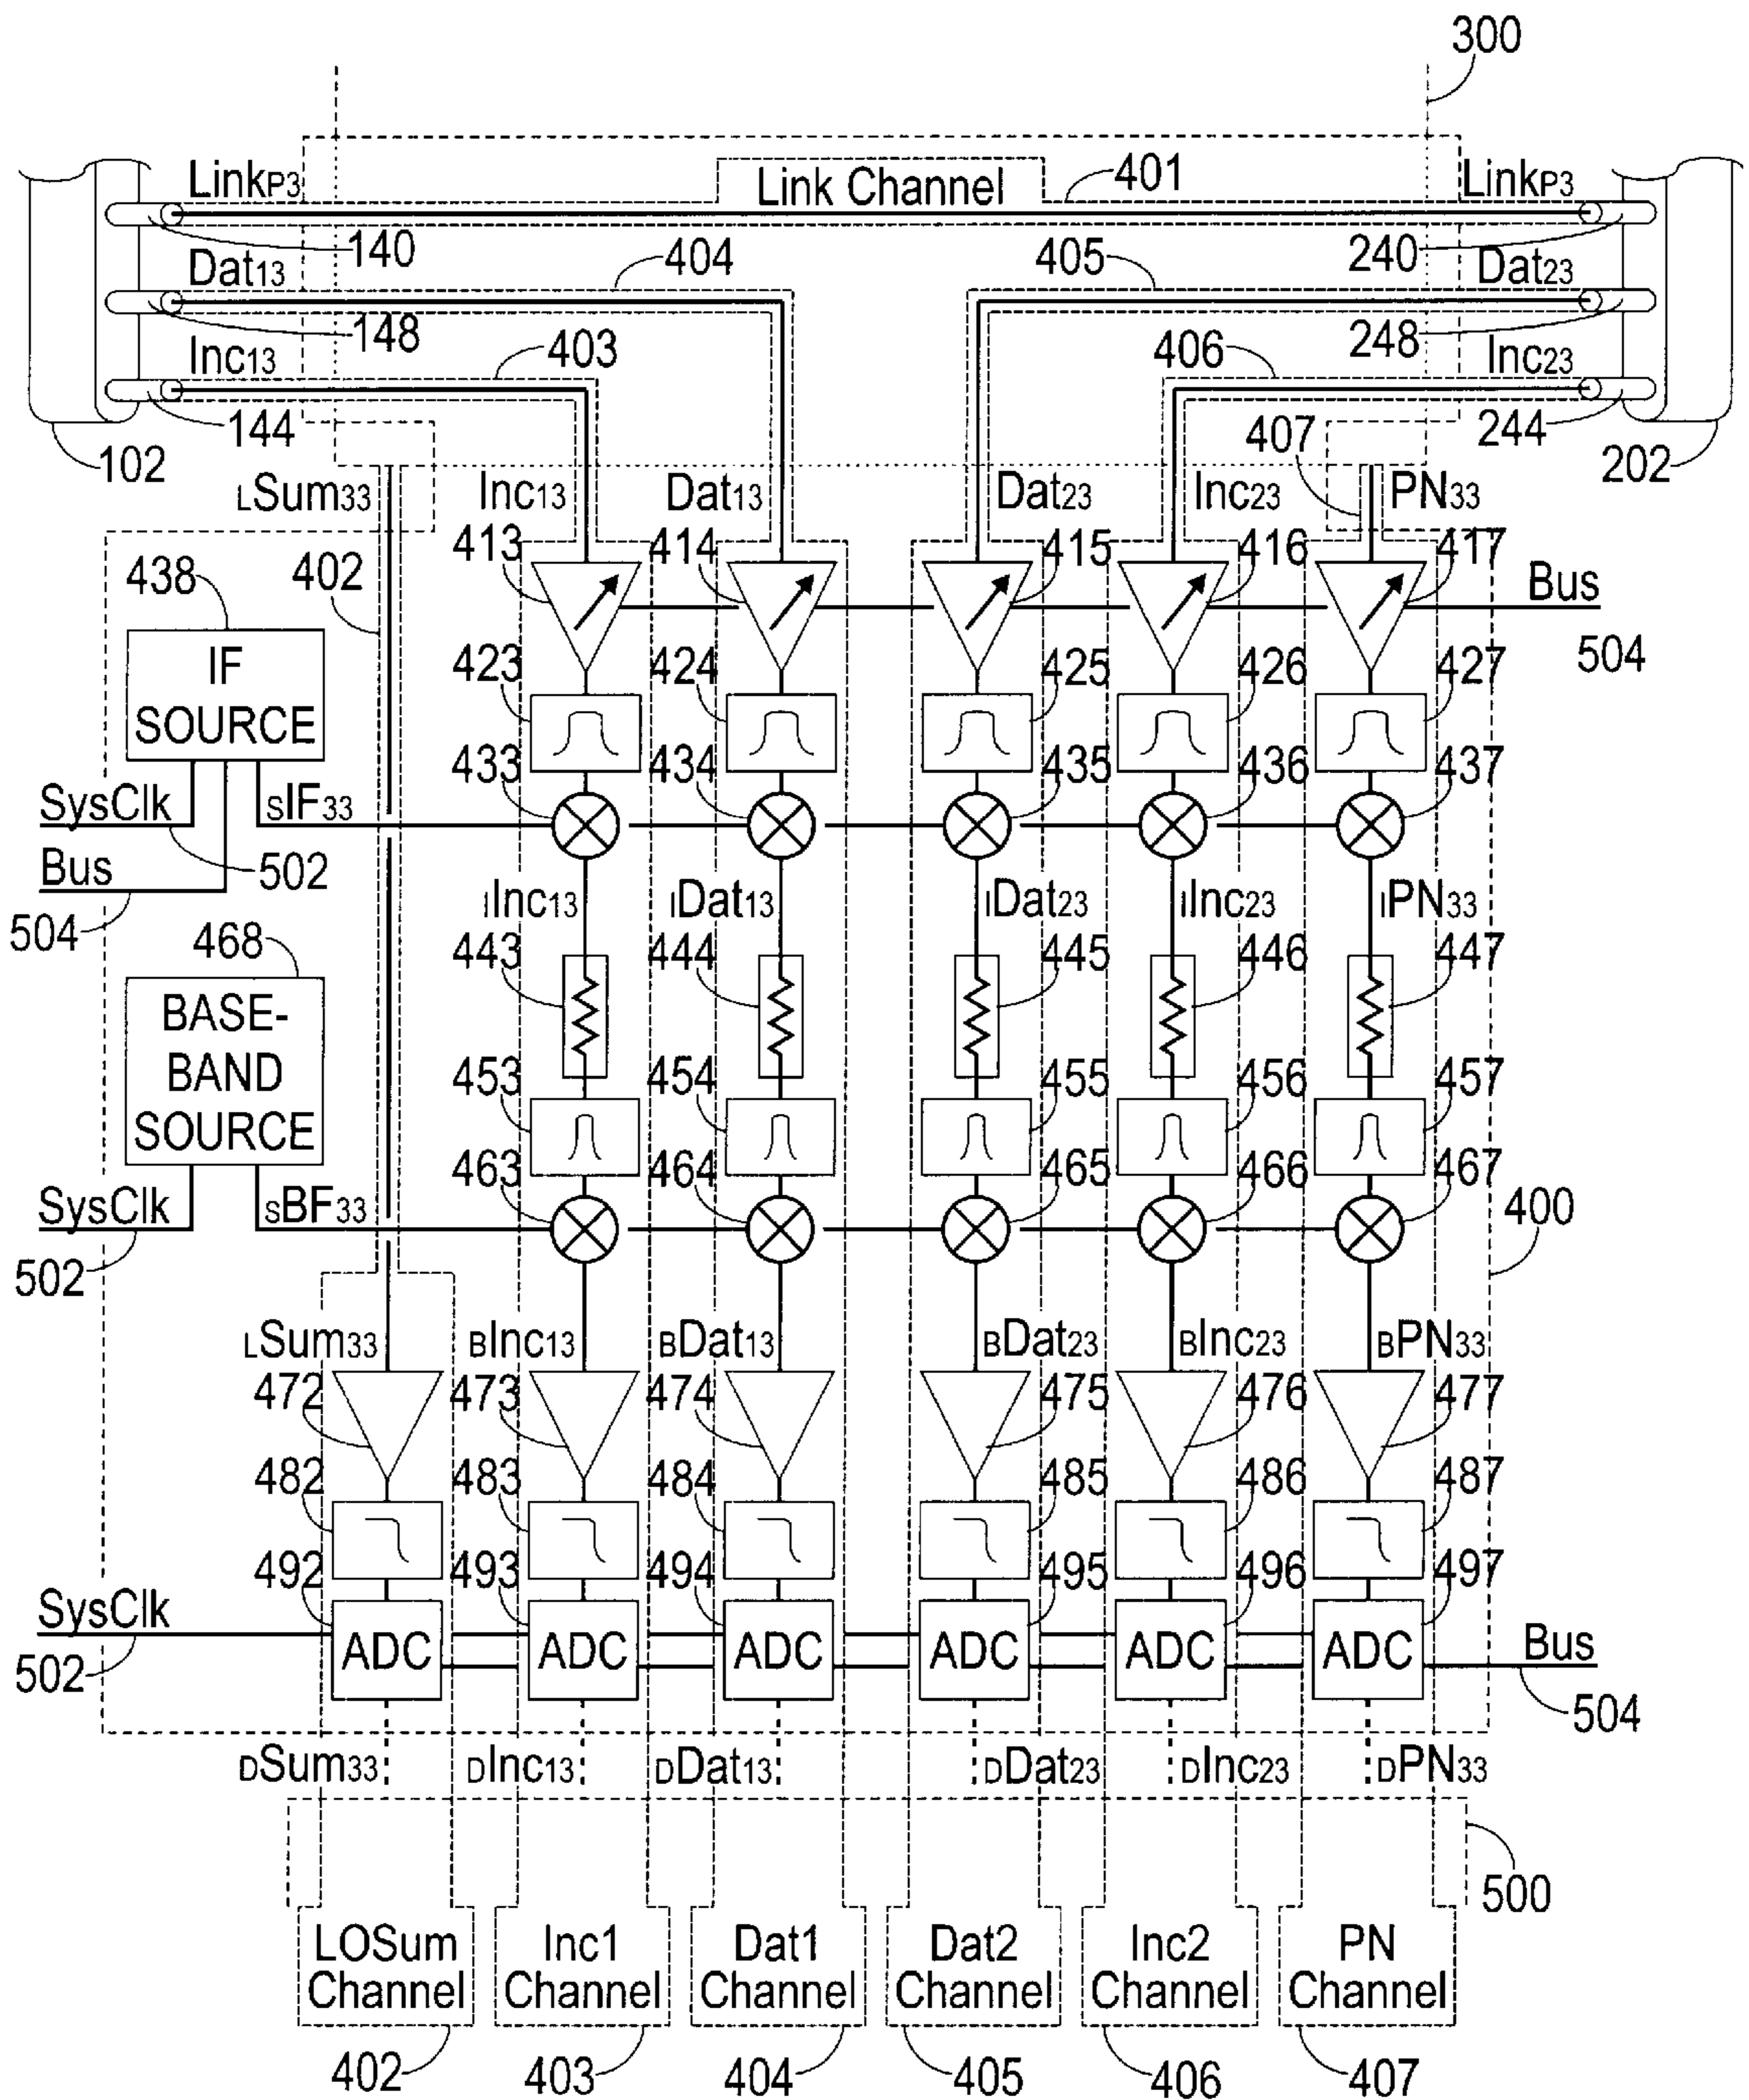 300
LinkP3 Link Channel 401 LinkP3
140 240
Dat13 404 405 Dat23
148 248
Inc13 403 406 Inc23
144 407 244
102 202
LSum33 Inc13 Dat13 Dat23 Inc23 PN33
438 402 413 414 415 416 417 Bus
504
IF
SOURCE
423 424 425 426 427
433 434 435 436 437
SysClk SIF33
502
Bus
504
IInc13 IDat13 IDat23 IInc23 IPN33
468 443 444 445 446 447
BASE-
BAND
SOURCE
453 454 455 456 457
463 464 465 466 467
SysClk SBF33 400
502
LSum33 BInc13 BDat13 BDat23 BInc23 BPN33
472 473 474 475 476 477
482 483 484 485 486 487
492 493 494 495 496 497
SysClk ADC ADC ADC ADC ADC ADC Bus
502 504
DSum33 DInc13 DDat13 DDat23 DInc23 DPN33
500
LOSum Inc1 Dat1 Dat2 Inc2 PN
Channel Channel Channel Channel Channel Channel
402 403 404 405 406 407